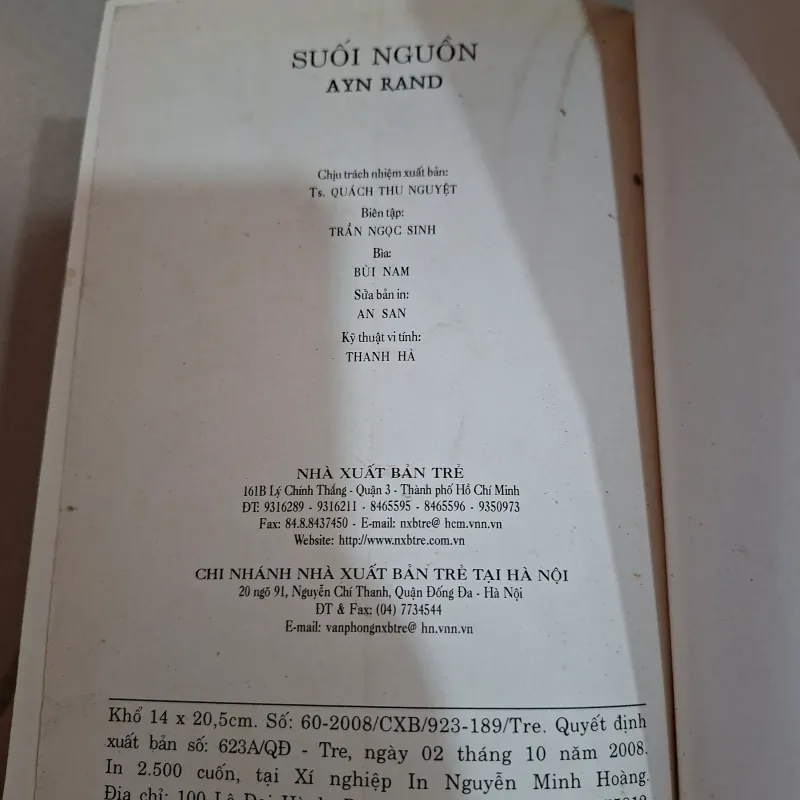 SUỐI NGUỒN
AYN RAND
Chịu trách nhiệm xuất bản:
Ts. QUÁCH THU NGUYỆT
Biên tập:
TRẦN NGỌC SINH
Bìa:
BÙI NAM
Sửa bản in:
AN SAN
Kỹ thuật vi tính:
THANH HÀ
NHÀ XUẤT BẢN TRẺ
161B Lý Chính Thắng - Quận 3 - Thành phố Hồ Chí Minh
ĐT: 9316289 - 9316211 - 8465595 - 8465596 - 9350973
Fax: 84.8.8437450 - E-mail: nxbtre@ hcm.vnn.vn
Website: http://www.nxbtre.com.vn
CHI NHÁNH NHÀ XUẤT BẢN TRẺ TẠI HÀ NỘI
20 ngõ 91, Nguyễn Chí Thanh, Quận Đống Đa - Hà Nội
ĐT & Fax: (04) 7734544
E-mail: vanphongnxbtre@ hn.vnn.vn
Khổ 14 x 20,5cm. Số: 60-2008/CXB/923-189/Tre. Quyết định
xuất bản số: 623A/QĐ - Tre, ngày 02 tháng 10 năm 2008.
In 2.500 cuốn, tại Xí nghiệp In Nguyễn Minh Hoàng.
Địa chỉ: 100 Lê Đại Hành